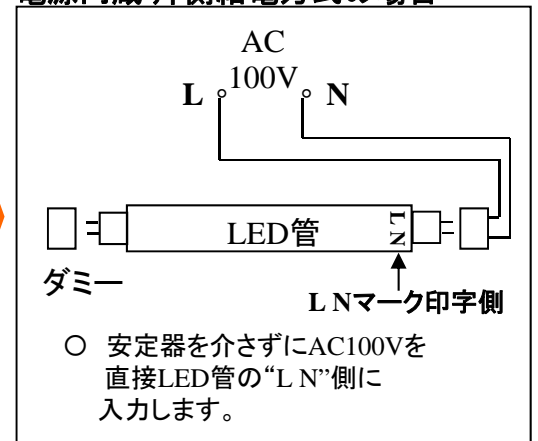 AC
100V
L N
LED管
L N
ダミー
L Nマーク印字側
○ 安定器を介さずにAC100Vを
直接LED管の“L N”側に
入力します。